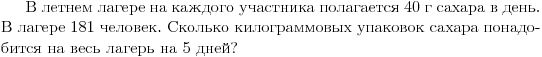 В летнем лагере на каждого участника полагается 40 г сахара в день.
В лагере 181 человек. Сколько килограммовых упаковок сахара понадо-
бится на весь лагерь на 5 дней?